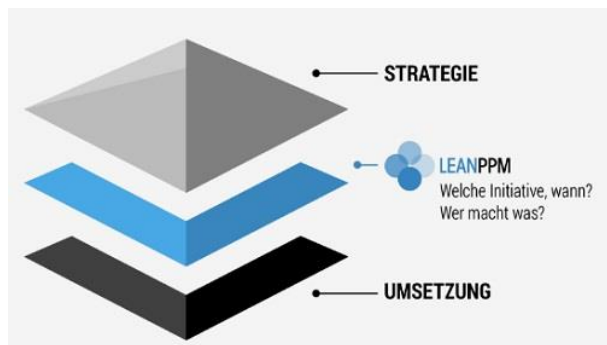 STRATEGIE
LEANPPM
Welche Initiative, wann?
Wer macht was?
UMSETZUNG